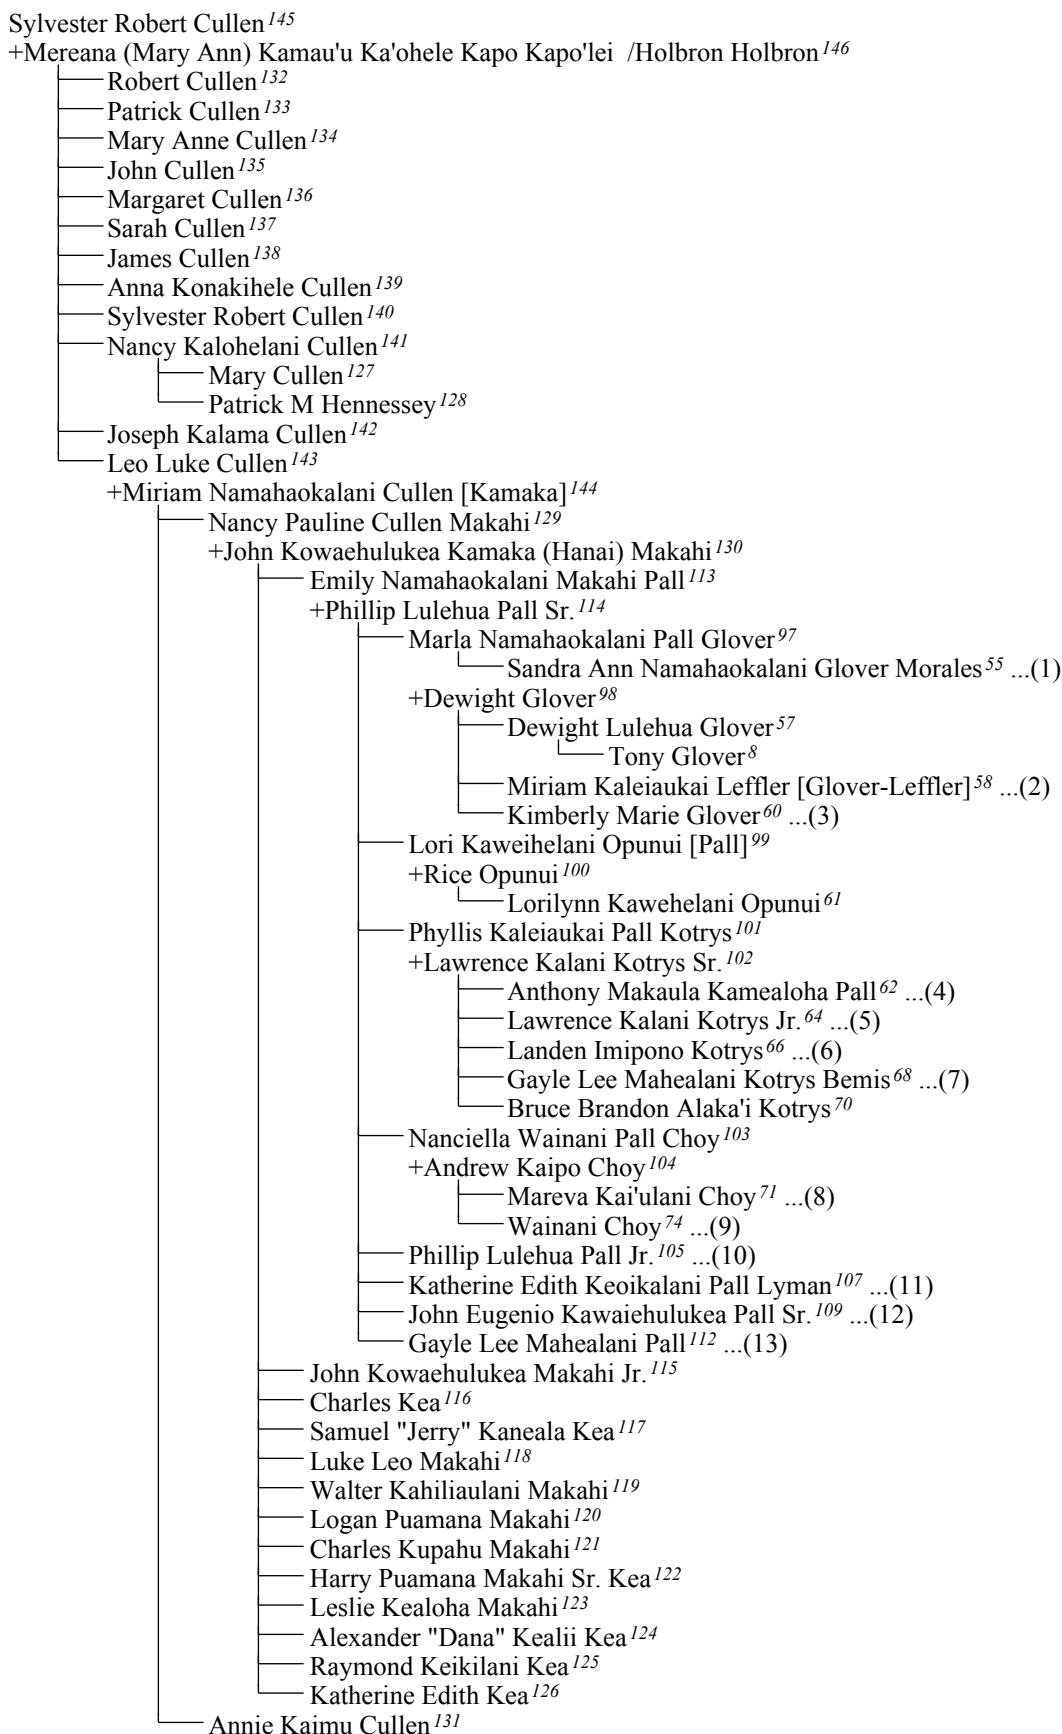 Sylvester Robert Cullen 145
+Mereana (Mary Ann) Kamau'u Ka'ohele Kapo Kapo'lei /Holbron Holbron 146
Robert Cullen 132
Patrick Cullen 133
Mary Anne Cullen 134
John Cullen 135
Margaret Cullen 136
Sarah Cullen 137
James Cullen 138
Anna Konakihele Cullen 139
Sylvester Robert Cullen 140
Nancy Kalohelani Cullen 141
Mary Cullen 127
Patrick M Hennessey 128
Joseph Kalama Cullen 142
Leo Luke Cullen 143
+Miriam Namahaokalani Cullen [Kamaka] 144
Nancy Pauline Cullen Makahi 129
+John Kowaehulukea Kamaka (Hanai) Makahi 130
Emily Namahaokalani Makahi Pall 113
+Phillip Lulehua Pall Sr. 114
Marla Namahaokalani Pall Glover 97
Sandra Ann Namahaokalani Glover Morales 55 ...(1)
+Dewight Glover 98
Dewight Lulehua Glover 57
Tony Glover 8
Miriam Kaleiaukai Leffler [Glover-Leffler] 58 ...(2)
Kimberly Marie Glover 60 ...(3)
Lori Kaweihelani Opunui [Pall] 99
+Rice Opunui 100
Lorilynn Kawehelani Opunui 61
Phyllis Kaleiaukai Pall Kotrys 101
+Lawrence Kalani Kotrys Sr. 102
Anthony Makaula Kamealoha Pall 62 ...(4)
Lawrence Kalani Kotrys Jr. 64 ...(5)
Landen Imipono Kotrys 66 ...(6)
Gayle Lee Mahealani Kotrys Bemis 68 ...(7)
Bruce Brandon Alaka'i Kotrys 70
Nanciella Wainani Pall Choy 103
+Andrew Kaipo Choy 104
Mareva Kai'ulani Choy 71 ...(8)
Wainani Choy 74 ...(9)
Phillip Lulehua Pall Jr. 105 ...(10)
Katherine Edith Keoikalani Pall Lyman 107 ...(11)
John Eugenio Kawaiehulukea Pall Sr. 109 ...(12)
Gayle Lee Mahealani Pall 112 ...(13)
John Kowaehulukea Makahi Jr. 115
Charles Kea 116
Samuel "Jerry" Kaneala Kea 117
Luke Leo Makahi 118
Walter Kahiliaulani Makahi 119
Logan Puamana Makahi 120
Charles Kupahu Makahi 121
Harry Puamana Makahi Sr. Kea 122
Leslie Kealoha Makahi 123
Alexander "Dana" Kealii Kea 124
Raymond Keikilani Kea 125
Katherine Edith Kea 126
Annie Kaimu Cullen 131